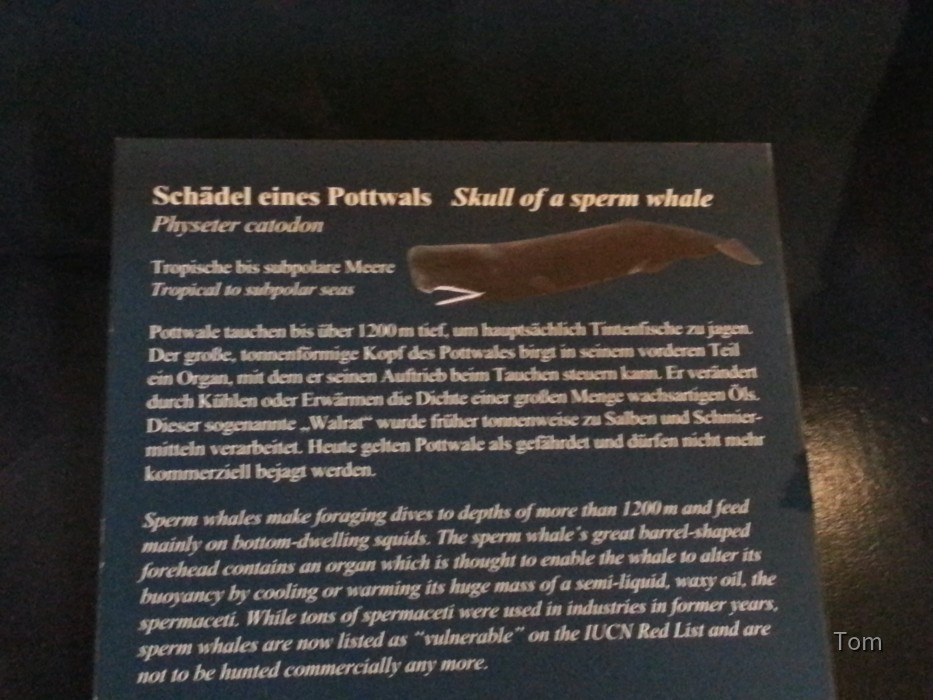 Schädel eines Pottwals Skull of a sperm whale
Physeter catodon
Tropische bis subpolare Meere
Tropical to subpolar seas
Pottwale tauchen bis über 1200 m tief, um hauptsächlich Tintenfische zu jagen.
Der große, tonnenförmige Kopf des Pottwales birgt in seinem vorderen Teil
ein Organ, mit dem er seinen Auftrieb beim Tauchen steuern kann. Er verändert
durch Kühlen oder Erwärmen die Dichte einer großen Menge wachsartigen Öls.
Dieser sogenannte „Walrat“ wurde früher tonnenweise zu Salben und Schmier-
mitteln verarbeitet. Heute gelten Pottwale als gefährdet und dürfen nicht mehr
kommerziell bejagt werden.
Sperm whales make foraging dives to depths of more than 1200 m and feed
mainly on bottom-dwelling squids. The sperm whale's great barrel-shaped
forehead contains an organ which is thought to enable the whale to alter its
buoyancy by cooling or warming its huge mass of a semi-liquid, waxy oil, the
spermaceti. While tons of spermaceti were used in industries in former years,
sperm whales are now listed as "vulnerable" on the IUCN Red List and are
not to be hunted commercially any more.
Tom